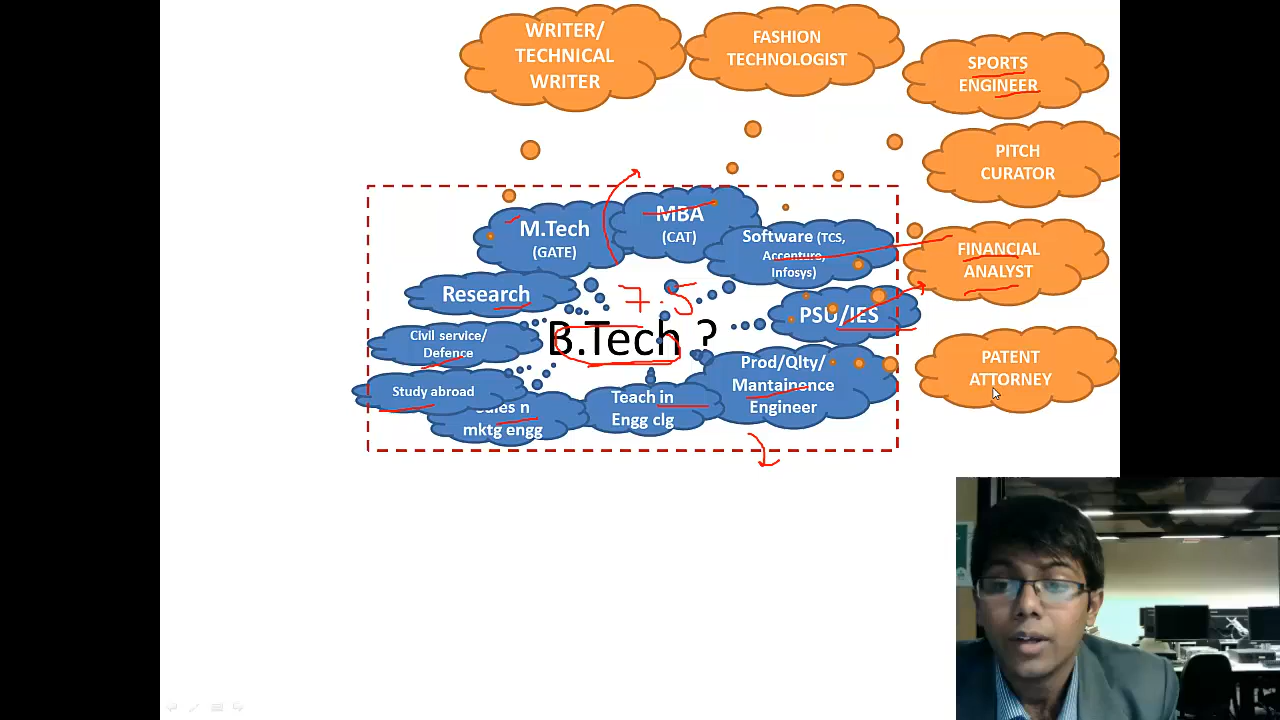 WRITER/
TECHNICAL
WRITER
FASHION
TECHNOLOGIST
SPORTS
ENGINEER
PITCH
CURATOR
M.Tech
(GATE)
MBA
(CAT)
Software (TCS,
Accenture,
Infosys)
FINANCIAL
ANALYST
Research
7.5
PSU/IES
Civil service/
Defence
B.Tech ?
Prod/Qlty/
Mantainence
Engineer
PATENT
ATTORNEY
Study abroad
Sales n
mktg engg
Teach in
Engg clg